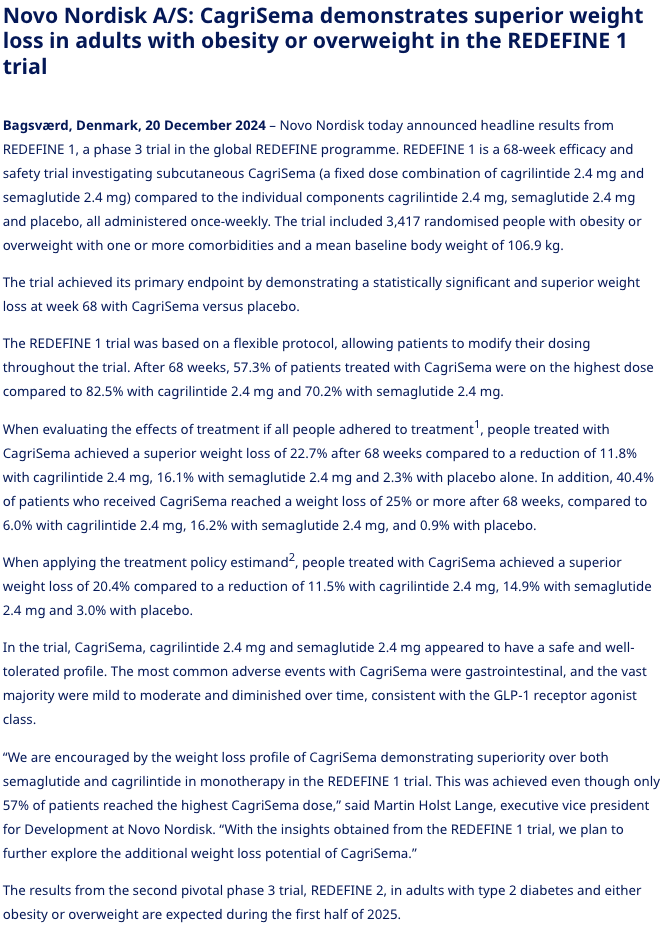 Novo Nordisk A/S: CagriSema demonstrates superior weight
loss in adults with obesity or overweight in the REDEFINE 1
trial
Bagsværd, Denmark, 20 December 2024 – Novo Nordisk today announced headline results from
REDEFINE 1, a phase 3 trial in the global REDEFINE programme. REDEFINE 1 is a 68-week efficacy and
safety trial investigating subcutaneous CagriSema (a fixed dose combination of cagrilintide 2.4 mg and
semaglutide 2.4 mg) compared to the individual components cagrilintide 2.4 mg, semaglutide 2.4 mg
and placebo, all administered once-weekly. The trial included 3,417 randomised people with obesity or
overweight with one or more comorbidities and a mean baseline body weight of 106.9 kg.
The trial achieved its primary endpoint by demonstrating a statistically significant and superior weight
loss at week 68 with CagriSema versus placebo.
The REDEFINE 1 trial was based on a flexible protocol, allowing patients to modify their dosing
throughout the trial. After 68 weeks, 57.3% of patients treated with CagriSema were on the highest dose
compared to 82.5% with cagrilintide 2.4 mg and 70.2% with semaglutide 2.4 mg.
When evaluating the effects of treatment if all people adhered to treatment1, people treated with
CagriSema achieved a superior weight loss of 22.7% after 68 weeks compared to a reduction of 11.8%
with cagrilintide 2.4 mg, 16.1% with semaglutide 2.4 mg and 2.3% with placebo alone. In addition, 40.4%
of patients who received CagriSema reached a weight loss of 25% or more after 68 weeks, compared to
6.0% with cagrilintide 2.4 mg, 16.2% with semaglutide 2.4 mg, and 0.9% with placebo.
When applying the treatment policy estimand2, people treated with CagriSema achieved a superior
weight loss of 20.4% compared to a reduction of 11.5% with cagrilintide 2.4 mg, 14.9% with semaglutide
2.4 mg and 3.0% with placebo.
In the trial, CagriSema, cagrilintide 2.4 mg and semaglutide 2.4 mg appeared to have a safe and well-
tolerated profile. The most common adverse events with CagriSema were gastrointestinal, and the vast
majority were mild to moderate and diminished over time, consistent with the GLP-1 receptor agonist
class.
“We are encouraged by the weight loss profile of CagriSema demonstrating superiority over both
semaglutide and cagrilintide in monotherapy in the REDEFINE 1 trial. This was achieved even though only
57% of patients reached the highest CagriSema dose,” said Martin Holst Lange, executive vice president
for Development at Novo Nordisk. “With the insights obtained from the REDEFINE 1 trial, we plan to
further explore the additional weight loss potential of CagriSema.”
The results from the second pivotal phase 3 trial, REDEFINE 2, in adults with type 2 diabetes and either
obesity or overweight are expected during the first half of 2025.